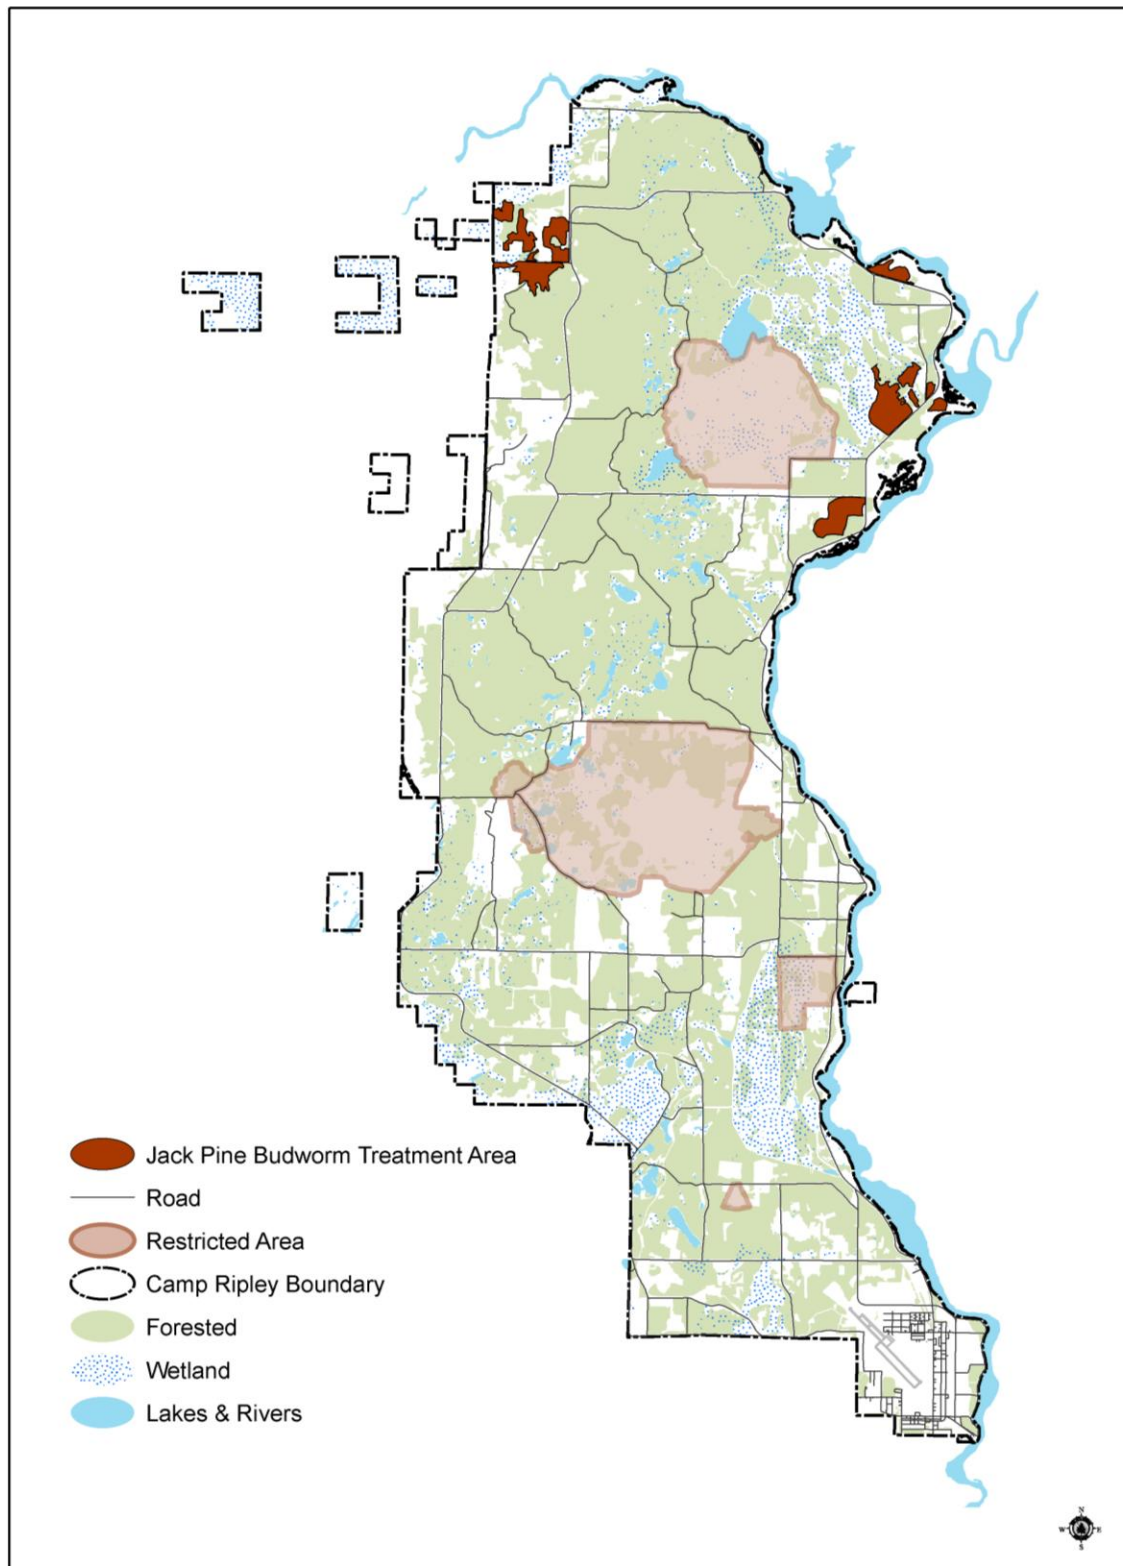 Jack Pine Budworm Treatment Area
Road
Restricted Area
Camp Ripley Boundary
Forested
Wetland
Lakes & Rivers
N
W E
S